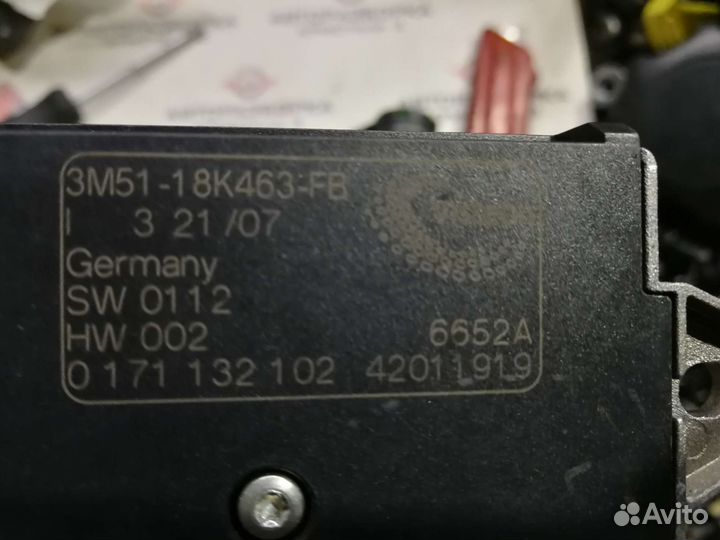 3M51-18K463-FB
I 3 21/07
Germany
SW 0112
HW 002 6652A
0 171 132 102 42011919
Avito